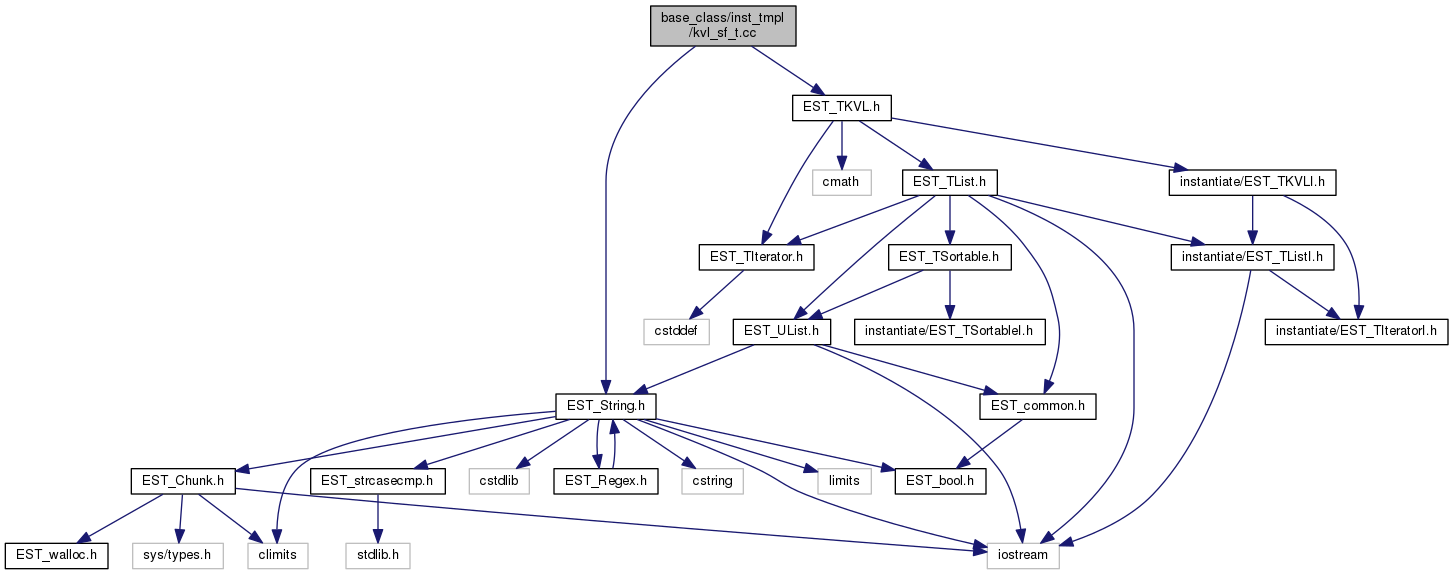 base_class/inst_tmpl
/kvl_sf_t.cc
EST_TKVL.h
cmath
EST_TList.h
instantiate/EST_TKVLI.h
EST_TIterator.h
EST_TSortable.h
instantiate/EST_TListI.h
cstddef
EST_UList.h
instantiate/EST_TSortableI.h
instantiate/EST_TIteratorI.h
EST_String.h
EST_common.h
EST_Chunk.h
EST_strcasecmp.h
cstdlib
EST_Regex.h
cstring
limits
EST_bool.h
EST_walloc.h
sys/types.h
climits
stdlib.h
iostream